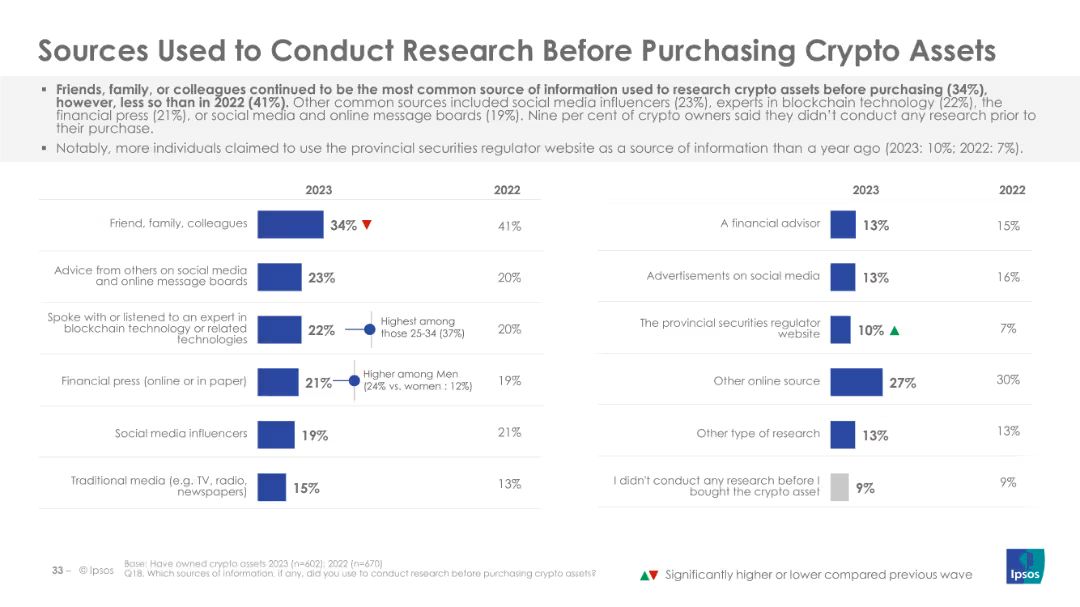 Sources Used to Conduct Research Before Purchasing Crypto Assets
▪ Friends, family, or colleagues continued to be the most common source of information used to research crypto assets before purchasing (34%),
however, less so than in 2022 (41%). Other common sources included social media influencers (23%), experts in blockchain technology (22%), the
financial press (21%), or social media and online message boards (19%). Nine per cent of crypto owners said they didn't conduct any research prior to
their purchase.
▪ Notably, more individuals claimed to use the provincial securities regulator website as a source of information than a year ago (2023: 10%; 2022: 7%).
2023 2022
Friend, family, colleagues 34% ▼ 41%
Advice from others on social media
and online message boards 23% 20%
Spoke with or listened to an expert in
blockchain technology or related
technologies 22% 20%
Highest among
those 25-34 (37%)
Financial press (online or in paper) 21% 19%
Higher among Men
(24% vs. women : 12%)
Social media influencers 19% 21%
Traditional media (e.g. TV, radio,
newspapers) 15% 13%
2023 2022
A financial advisor 13% 15%
Advertisements on social media 13% 16%
The provincial securities regulator
website 10% ▲ 7%
Other online source 27% 30%
Other type of research 13% 13%
I didn't conduct any research before I
bought the crypto asset 9% 9%
33 – © Ipsos
Base: Have owned crypto assets 2023 (n=602); 2022 (n=670)
Q18. Which sources of information, if any, did you use to conduct research before purchasing crypto assets?
▲▼ Significantly higher or lower compared previous wave
Ipsos